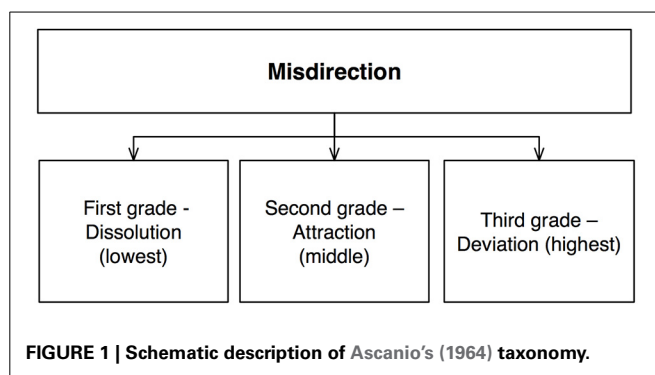 Misdirection
First grade -
Dissolution
(lowest)
Second grade –
Attraction
(middle)
Third grade –
Deviation (highest)
FIGURE 1 | Schematic description of Ascanio's (1964) taxonomy.